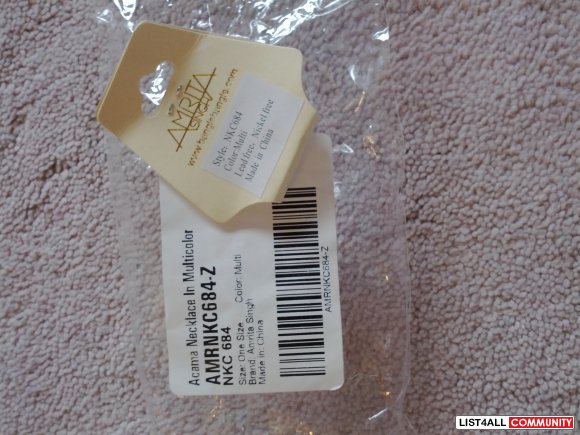 AMRITA
SINGH
www.banglebangle.com
Style: NKC684
Color:Multi
Lead free, Nickel free
Made in China
Acama Necklace In Multicolor
AMRNKC684-Z
NKC 684
Size: One Size Color: Multi
Brand: Amrita Singh
Made In: China
AMRNKC684-Z
LIST4ALL COMMUNITY